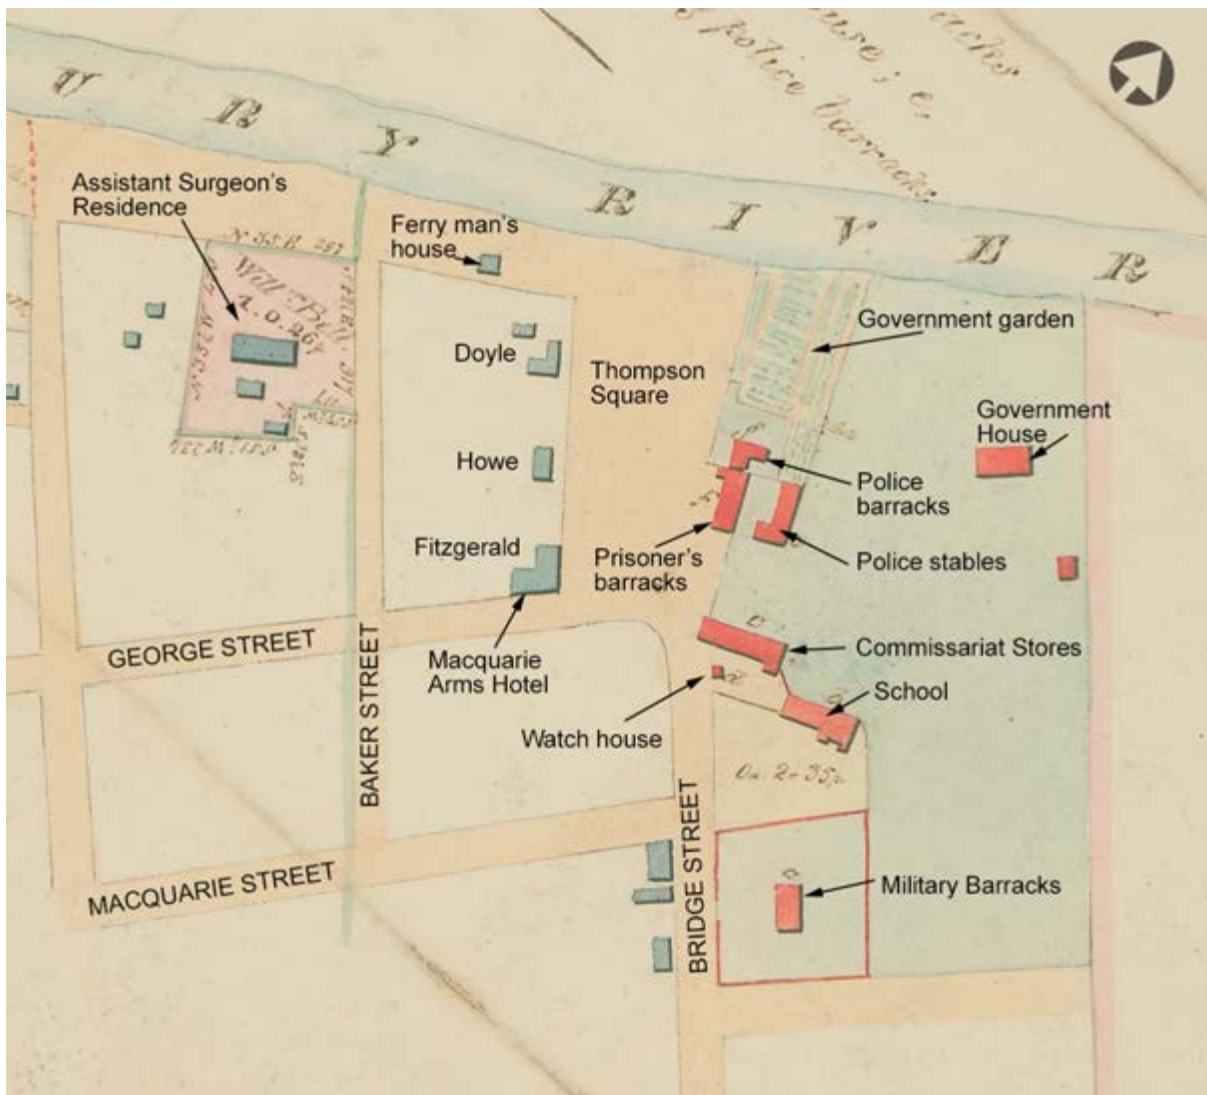 URY RIVER
police barracks
Assistant Surgeon's
Residence
Ferry man's
house
Doyle
Thompson
Square
Government garden
Government
House
Howe
Police
barracks
Fitzgerald
Prisoner's
barracks
Police stables
GEORGE STREET
Macquarie
Arms Hotel
BAKER STREET
Commissariat Stores
School
Watch house
MACQUARIE STREET
BRIDGE STREET
Military Barracks